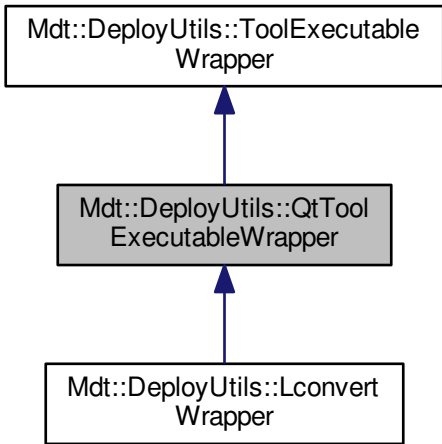 Mdt::DeployUtils::ToolExecutable
Wrapper
Mdt::DeployUtils::QtTool
ExecutableWrapper
Mdt::DeployUtils::Lconvert
Wrapper